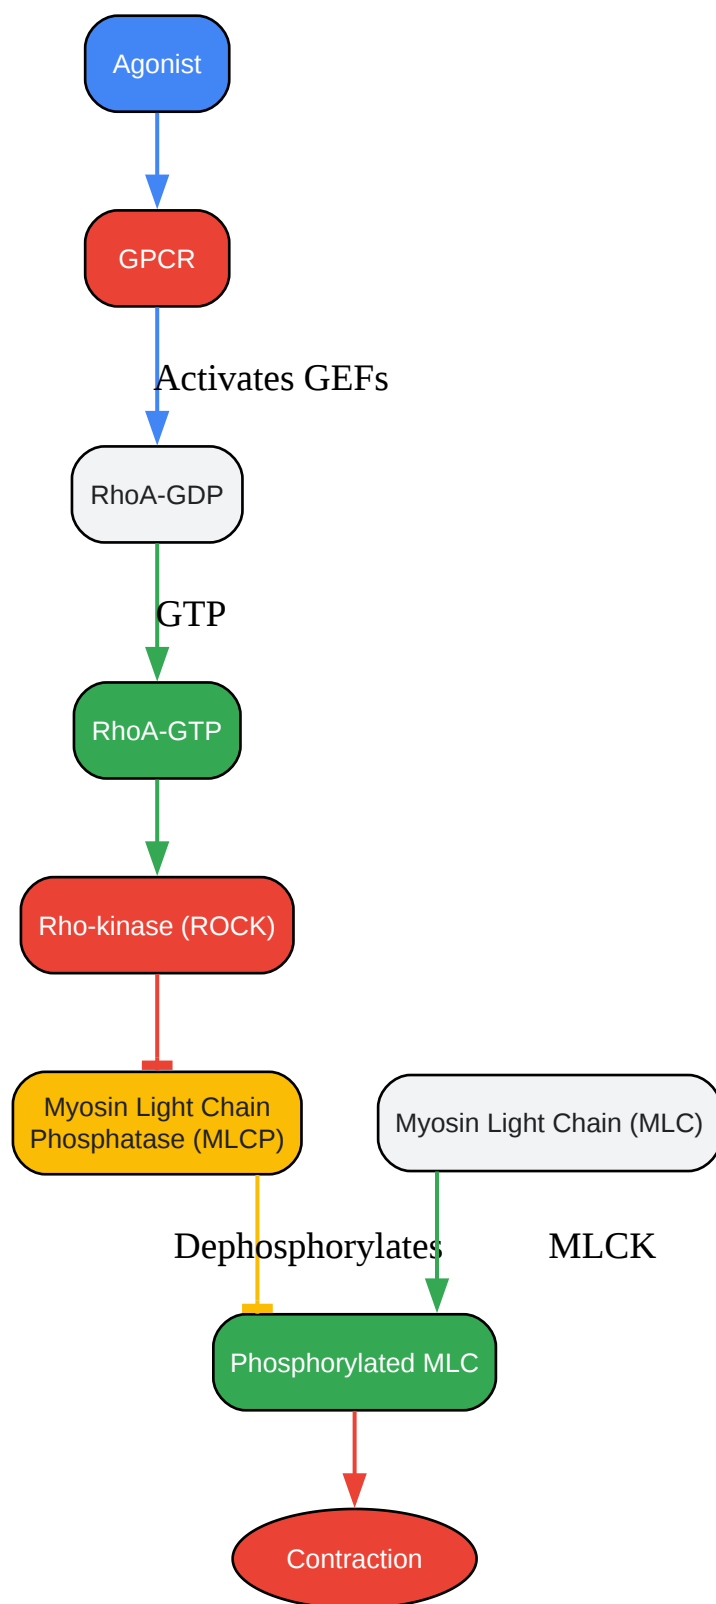 Agonist
GPCR
Activates GEFs
RhoA-GDP
GTP
RhoA-GTP
Rho-kinase (ROCK)
Myosin Light Chain
Phosphatase (MLCP)
Myosin Light Chain (MLC)
Dephosphorylates
MLCK
Phosphorylated MLC
Contraction